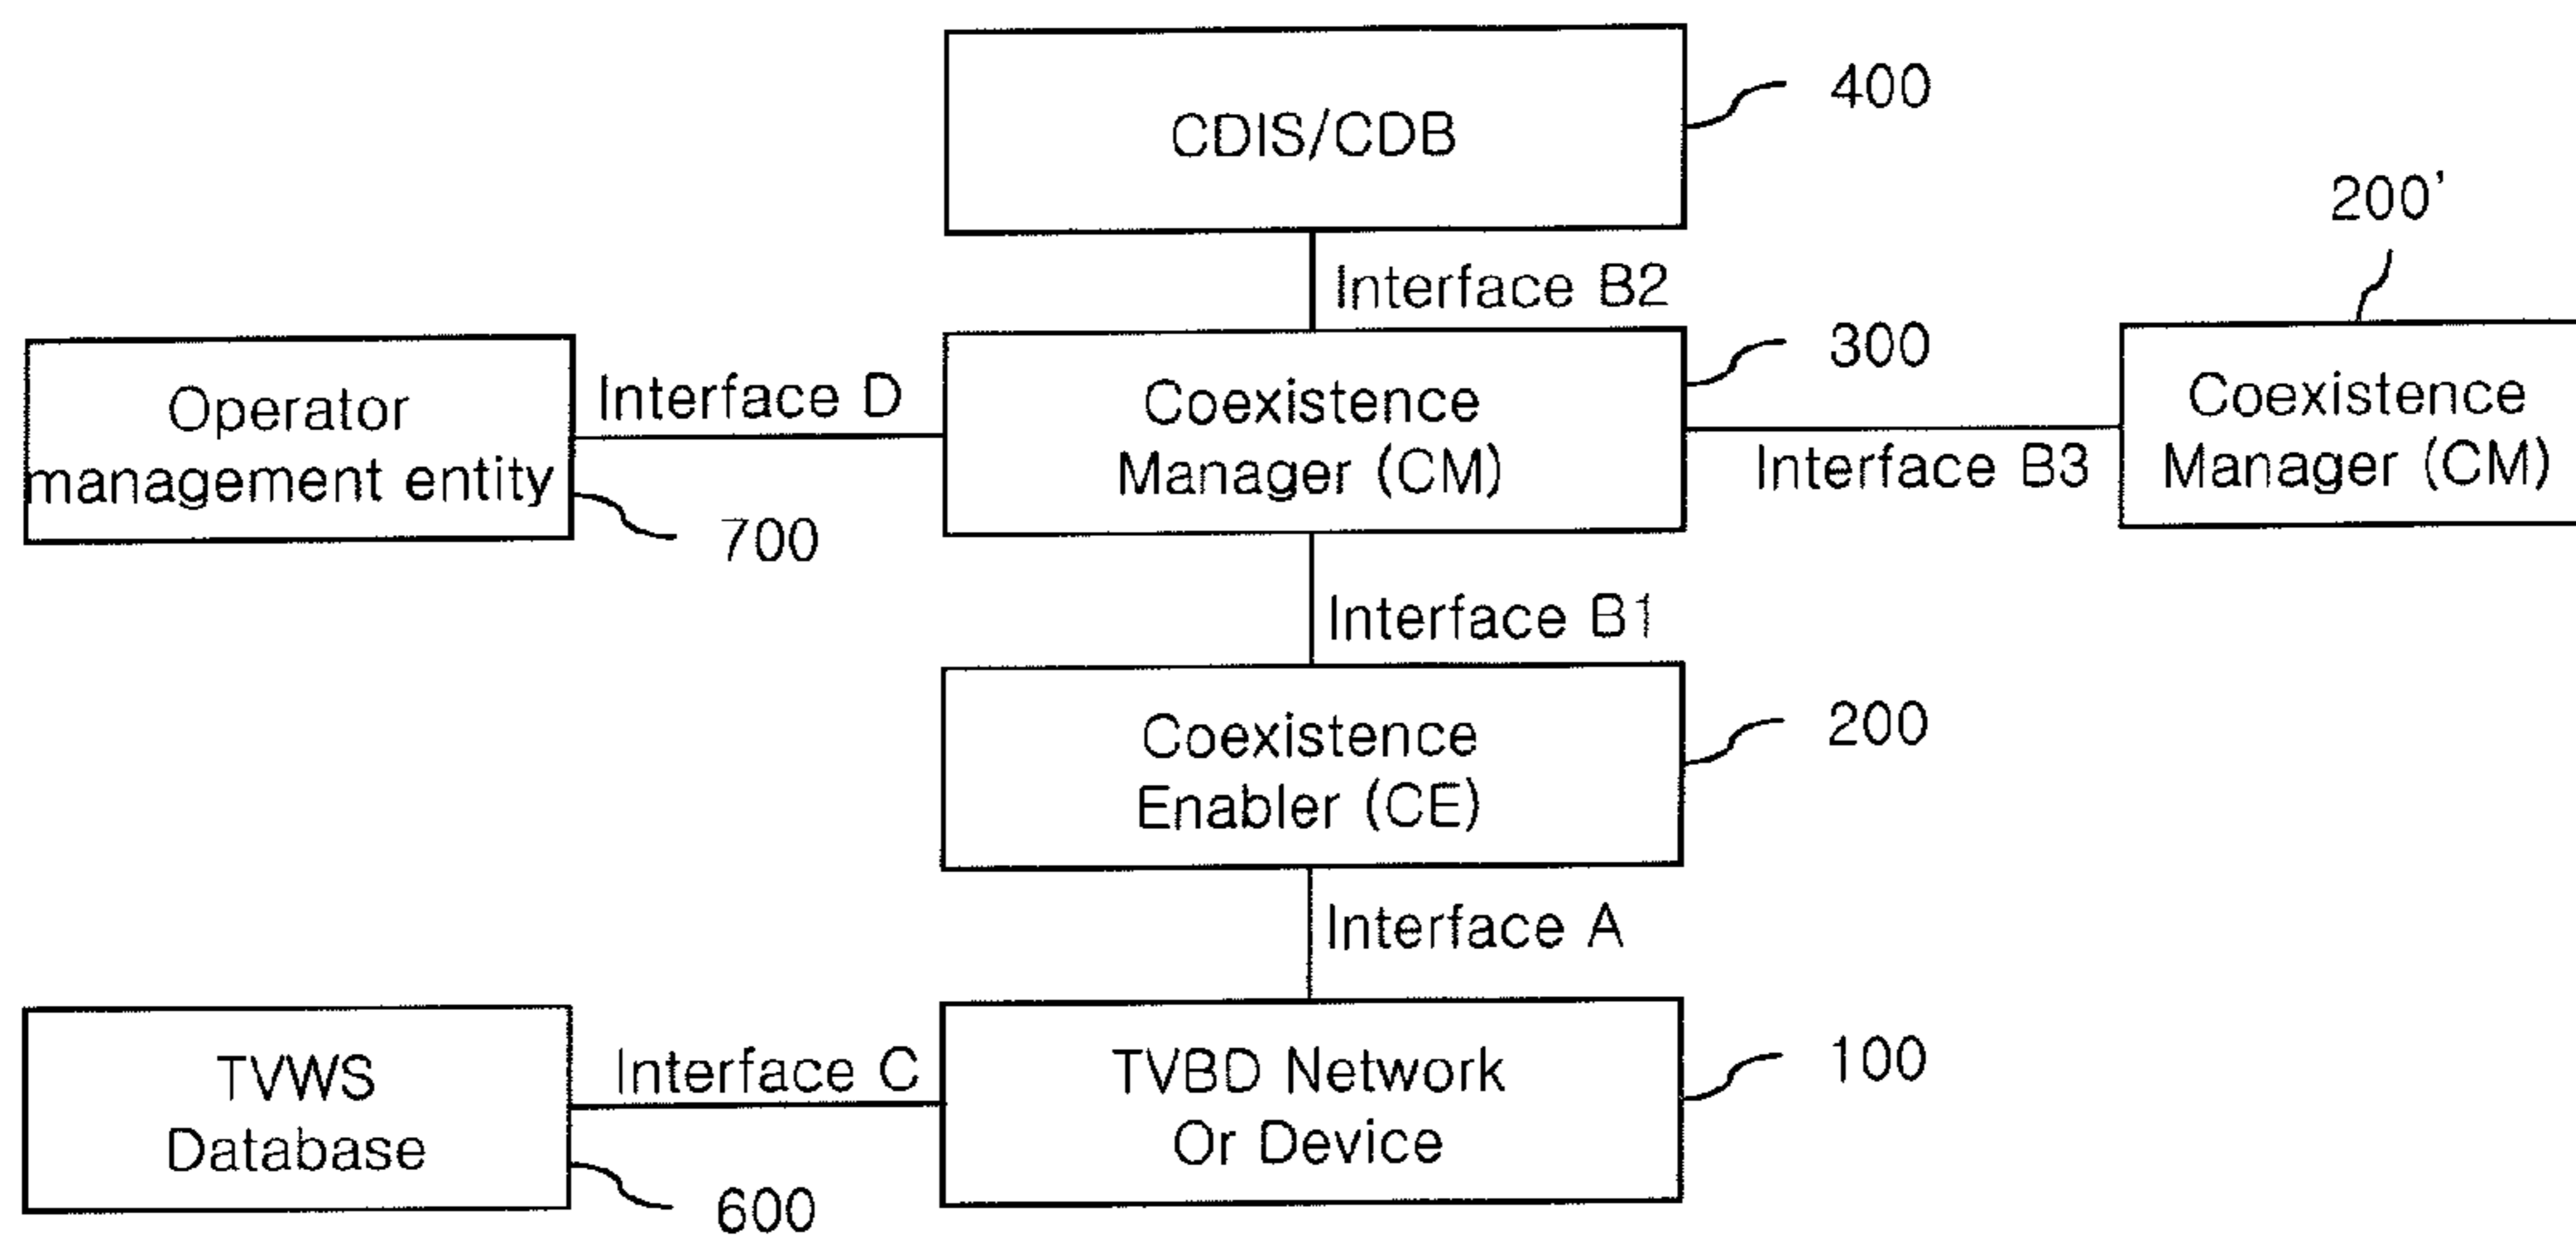 CDIS/CDB
400
200'
Interface B2
Operator
management entity
700
Interface D
Coexistence
Manager (CM)
300
Interface B3
Coexistence
Manager (CM)
Interface B1
Coexistence
Enabler (CE)
200
Interface A
TVWS
Database
600
Interface C
TVBD Network
Or Device
100